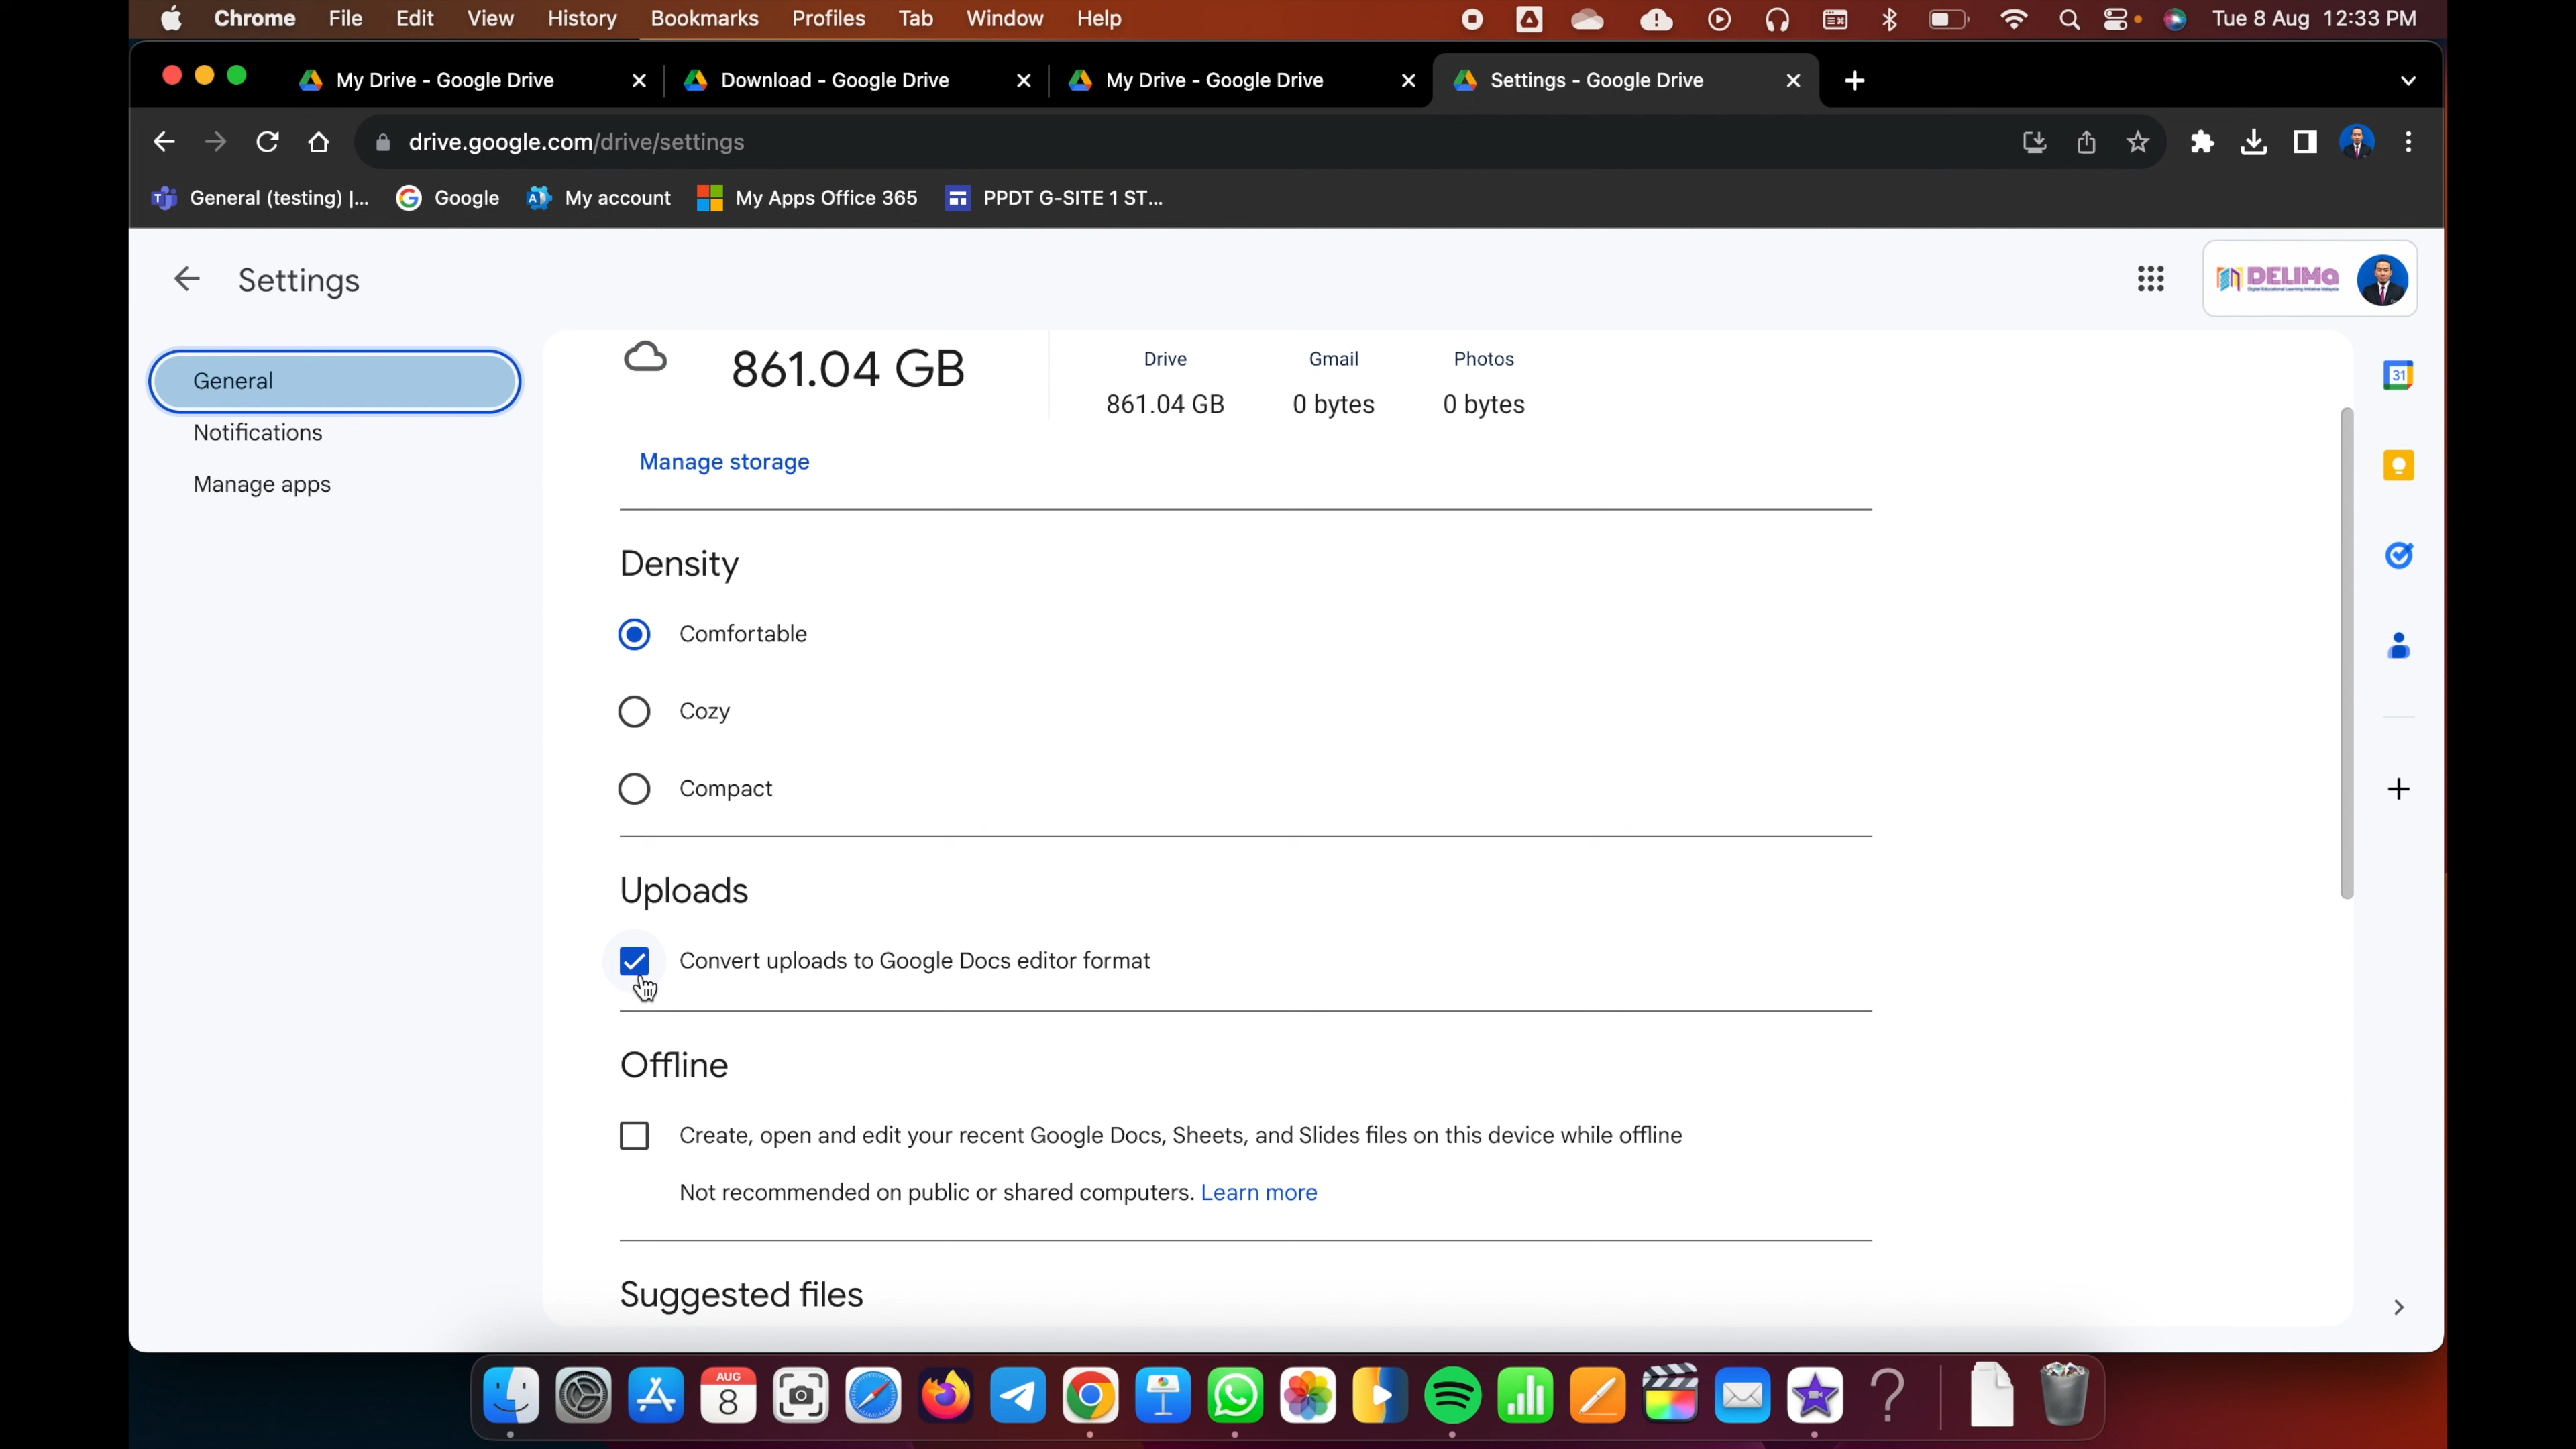 Chrome File Edit View History Bookmarks Profiles Tab Window Help Tue 8 Aug 12:33 PM
My Drive - Google Drive Download - Google Drive My Drive - Google Drive Settings - Google Drive
drive.google.com/drive/settings
General (testing) |... Google My account My Apps Office 365 PPDT G-SITE 1 ST...
Settings
DELIMa
General
Notifications
Manage apps
861.04 GB
Drive Gmail Photos
861.04 GB 0 bytes 0 bytes
Manage storage
Density
Comfortable
Cozy
Compact
Uploads
Convert uploads to Google Docs editor format
Offline
Create, open and edit your recent Google Docs, Sheets, and Slides files on this device while offline
Not recommended on public or shared computers. Learn more
Suggested files
31
AUG
8